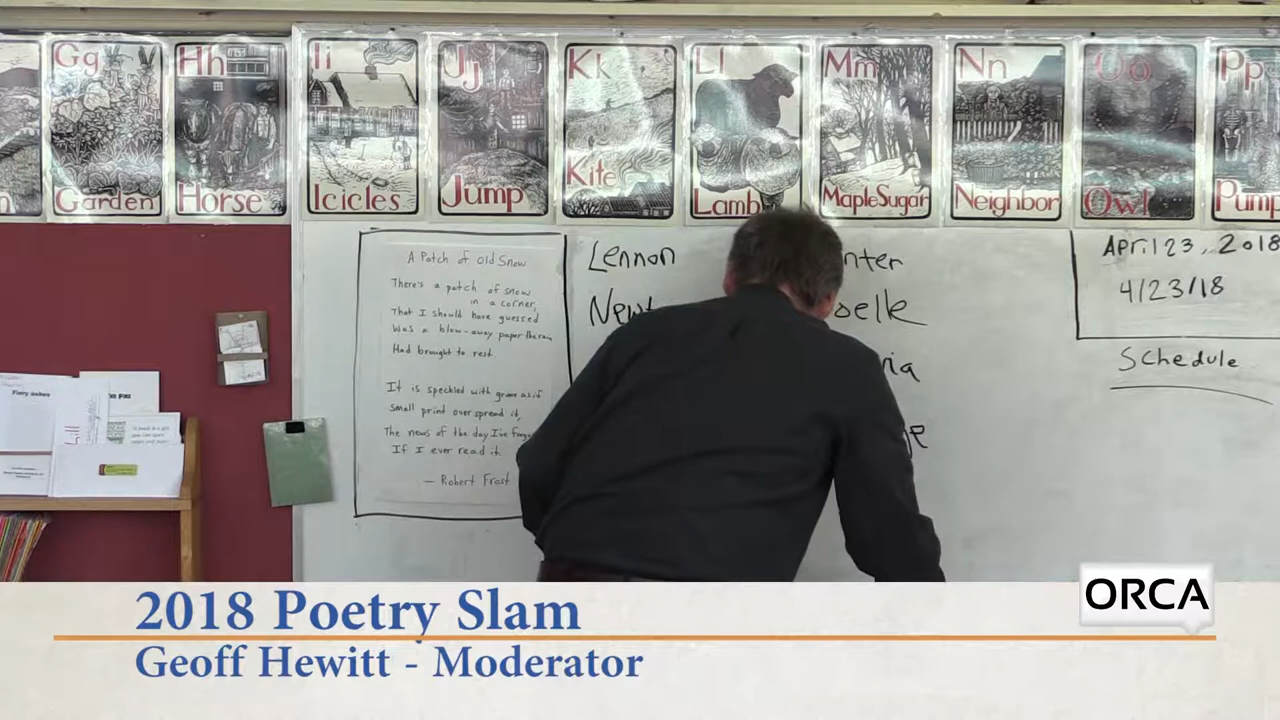 Gg
Hh
Ii
Jj
Kk
Ll
Mm
Nn
Oo
Pp
Garden
Horse
Icicles
Jump
Kite
Lamb
MapleSugar
Neighbor
Owl
Pump
A Patch of Old Snow
There's a patch of snow
in a corner,
That I should have guessed
Was a blow-away paper the rain
Had brought to rest.
It is speckled with grime as if
Small print overspread it,
The news of the day I've
If I ever read it.
— Robert Frost
Lennon
April 23, 2018
4/23/18
Schedule
2018 Poetry Slam
Geoff Hewitt - Moderator
ORCA